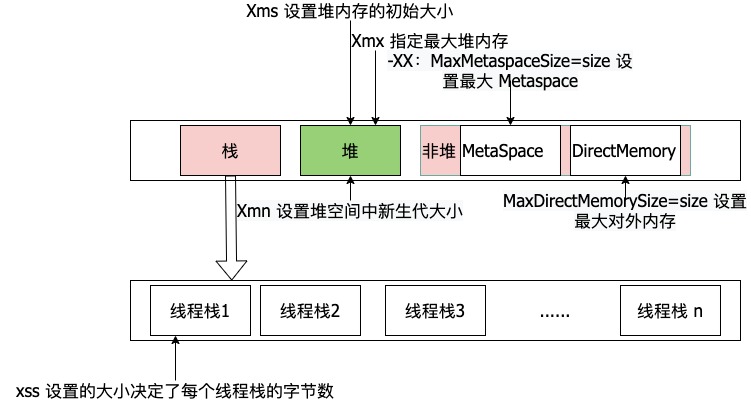 Xms 设置堆内存的初始大小
Xmx 指定最大堆内存
-XX：MaxMetaspaceSize=size 设
置最大 Metaspace
栈
堆
非堆
MetaSpace
DirectMemory
Xmn 设置堆空间中新生代大小
MaxDirectMemorySize=size 设置
最大对外内存
线程栈1
线程栈2
线程栈3
......
线程栈 n
xss 设置的大小决定了每个线程栈的字节数